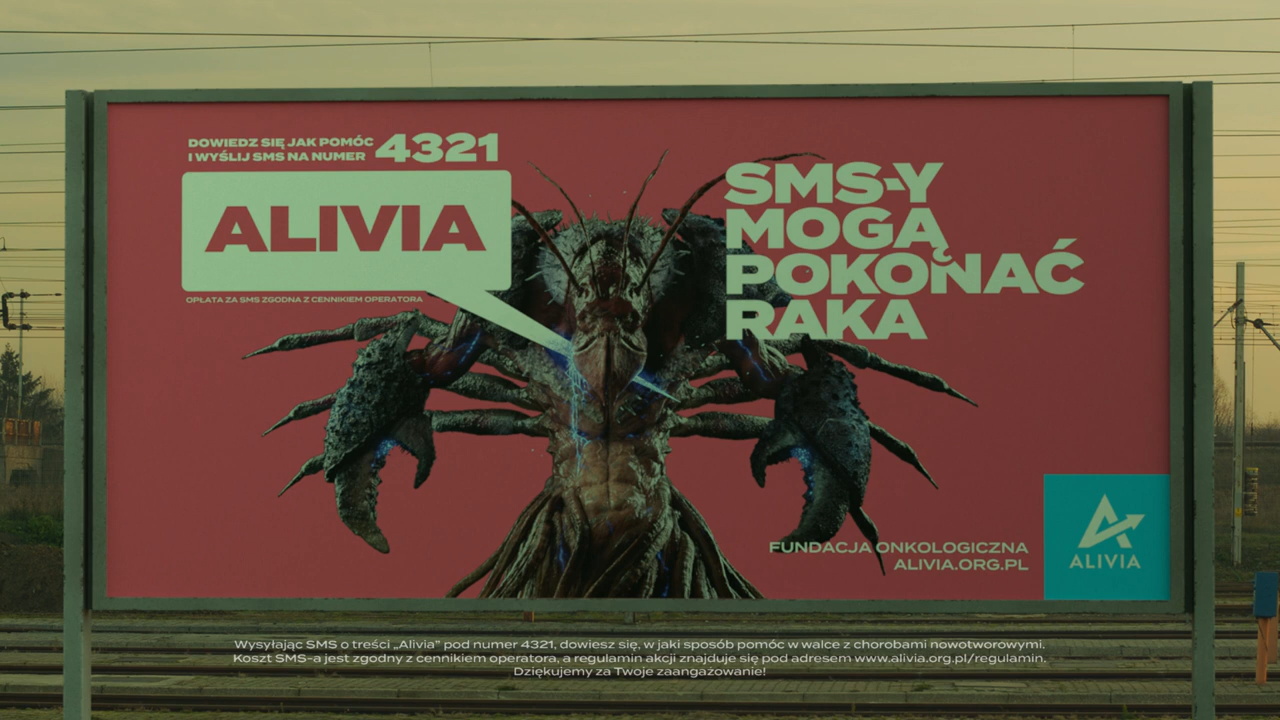 DOWIEDZ SIĘ JAK POMÓC
I WYŚLIJ SMS NA NUMER 4321
ALIVIA
OPŁATA ZA SMS ZGODNA Z CENNIKIEM OPERATORA
SMS-Y
MOGĄ
POKONAĆ
RAKA
FUNDACJA ONKOLOGICZNA
ALIVIA.ORG.PL
ALIVIA
Wysyłając SMS o treści „Alivia” pod numer 4321, dowiesz się, w jaki sposób pomóc w walce z chorobami nowotworowymi.
Koszt SMS-a jest zgodny z cennikiem operatora, a regulamin akcji znajduje się pod adresem www.alivia.org.pl/regulamin.
Dziękujemy za Twoje zaangażowanie!